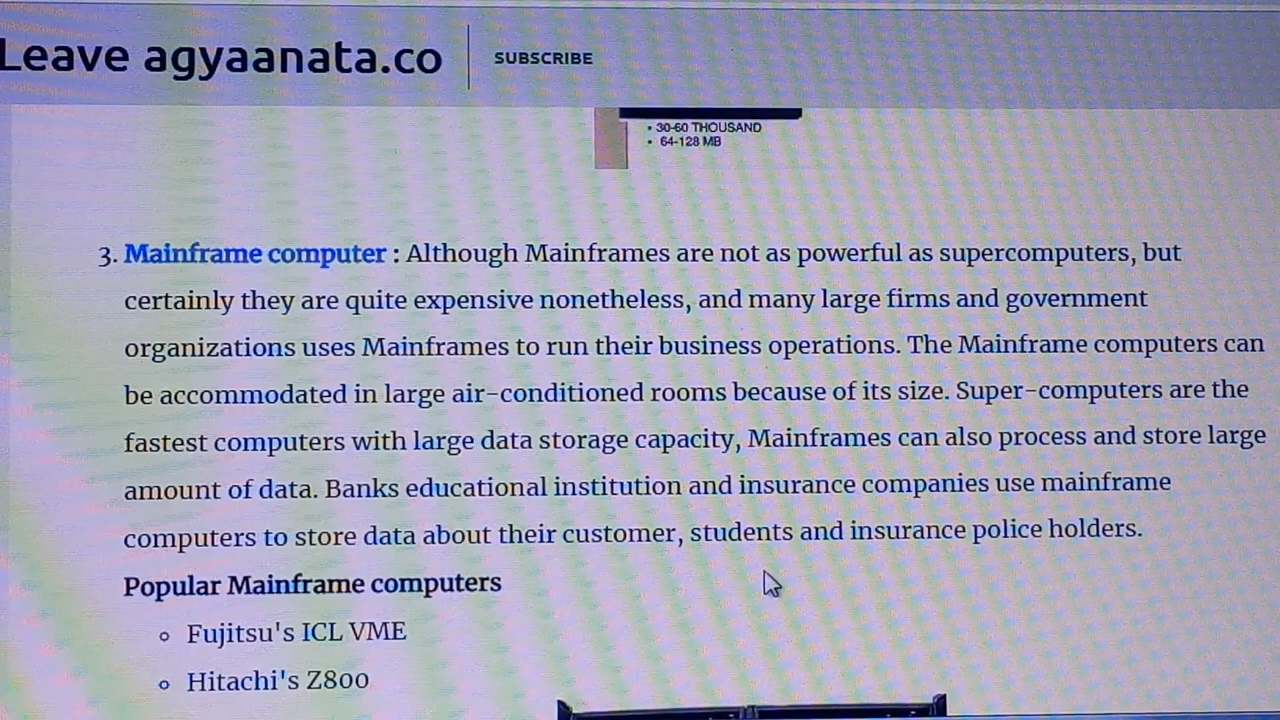 Leave agyaanata.co
SUBSCRIBE
• 30-60 THOUSAND
• 64-128 MB
3. Mainframe computer : Although Mainframes are not as powerful as supercomputers, but
certainly they are quite expensive nonetheless, and many large firms and government
organizations uses Mainframes to run their business operations. The Mainframe computers can
be accommodated in large air-conditioned rooms because of its size. Super-computers are the
fastest computers with large data storage capacity, Mainframes can also process and store large
amount of data. Banks educational institution and insurance companies use mainframe
computers to store data about their customer, students and insurance police holders.
Popular Mainframe computers
◦ Fujitsu's ICL VME
◦ Hitachi's Z800